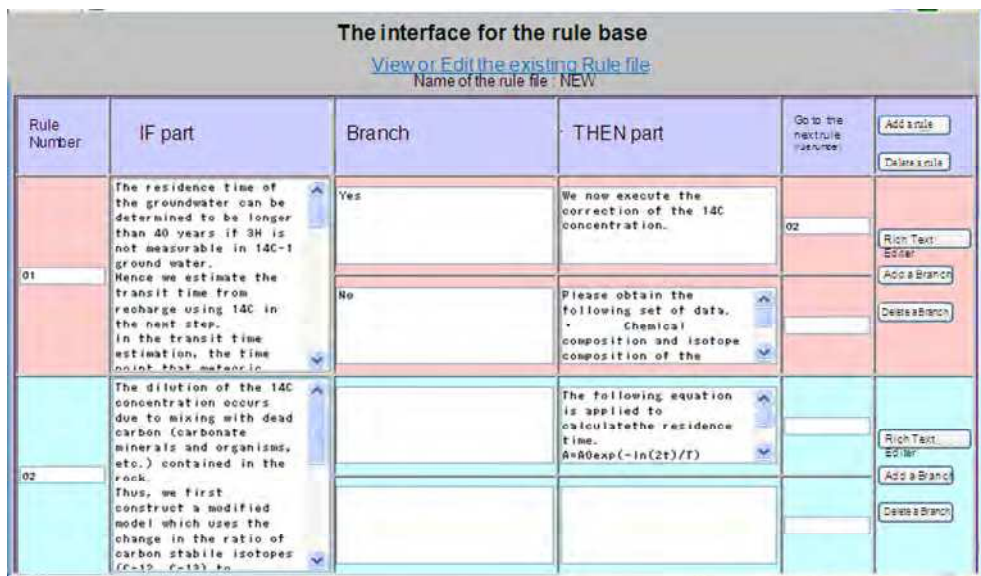 The interface for the rule base
View or Edit the existing Rule file
Name of the rule file : NEW
Rule
Number
IF part
Branch
THEN part
Go to the
next rule
Add a rule
Delete a rule
01
The residence time of
the groundwater can be
determined to be longer
than 40 years if 3H is
not measurable in 14C-1
ground water.
Hence we estimate the
transit time from
recharge using 14C in
the next step.
in the transit time
estimation, the time
point that meteoric
Yes
We now execute the
correction of the 14C
concentration.
02
No
Please obtain the
following set of data.
· Chemical
composition and isotope
composition of the
Rich Text
Editer
Add a Branch
Delete a Branch
02
The dilution of the 14C
concentration occurs
due to mixing with dead
carbon (carbonate
minerals and organisms,
etc.) contained in the
rock.
Thus, we first
construct a modified
model which uses the
change in the ratio of
carbon stabile isotopes
(C-12, C-13) to
The following equation
is applied to
calculatethe residence
time.
A=A0exp(-ln(2t)/T)
Rich Text
Editer
Add a Branch
Delete a Branch